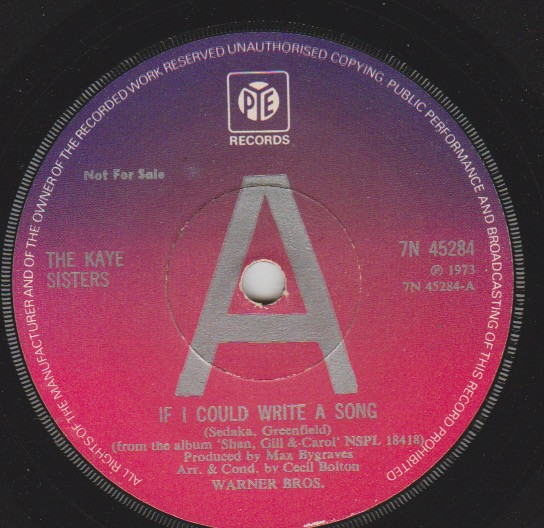 ALL RIGHTS OF THE MANUFACTURER AND OF THE OWNER OF THE RECORDED WORK RESERVED UNAUTHORISED COPYING PUBLIC PERFORMANCE AND BROADCASTING OF THIS RECORD PROHIBITED
PYE
RECORDS
Not For Sale
A
THE KAYE
SISTERS
7N 45284
℗ 1973
7N 45284-A
IF I COULD WRITE A SONG
(Sedaka, Greenfield)
(from the album 'Shan, Gill & Carol' NSPL 18418)
Produced by Max Bygraves
Arr. & Cond. by Cecil Bolton
WARNER BROS.